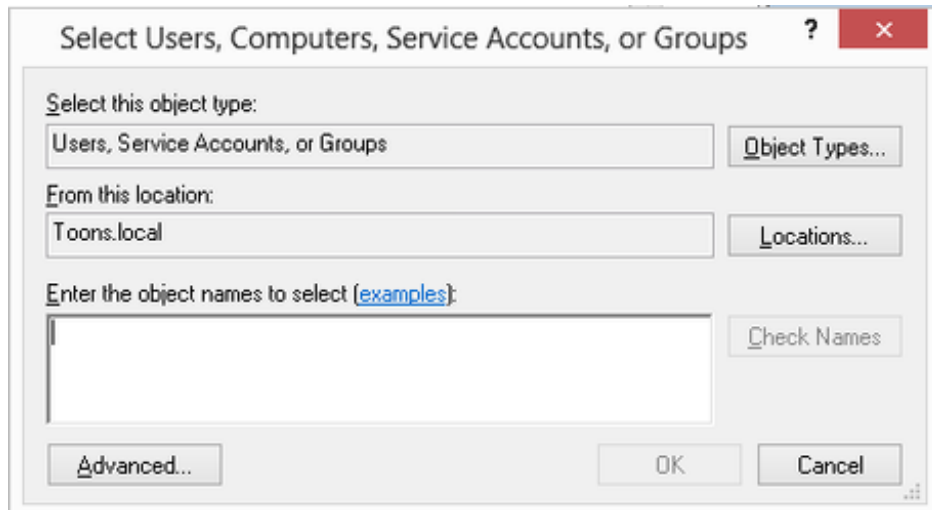 Select Users, Computers, Service Accounts, or Groups ? ×
Select this object type:
Users, Service Accounts, or Groups
Object Types...
From this location:
Toons.local
Locations...
Enter the object names to select (examples):
Check Names
Advanced...
OK
Cancel